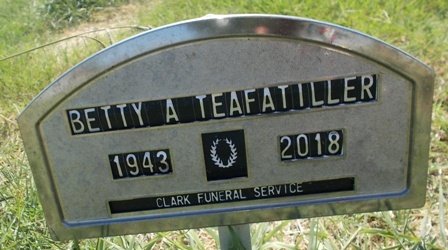 BETTY A TEAFATILLER
1943 2018
CLARK FUNERAL SERVICE